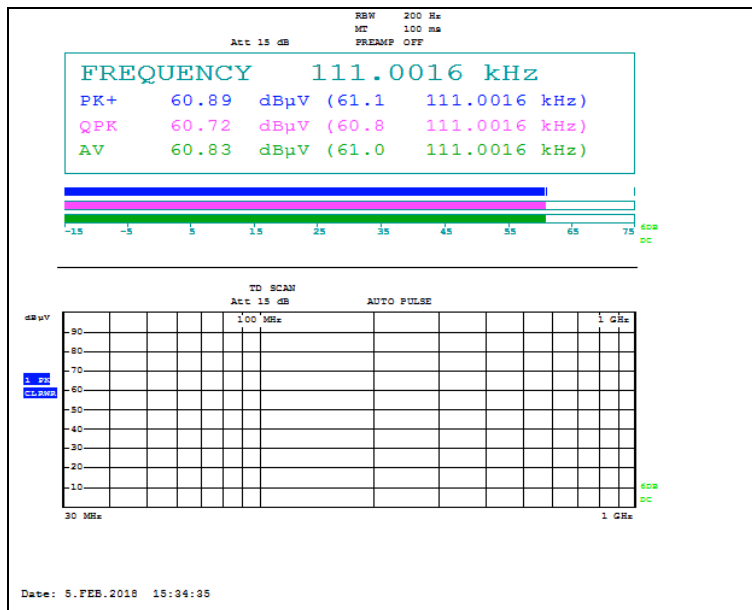 RBW 200 Hz
MT 100 ms
Att 15 dB PREAMP OFF
FREQUENCY 111.0016 kHz
PK+ 60.89 dBµV (61.1 111.0016 kHz)
QPK 60.72 dBµV (60.8 111.0016 kHz)
AV 60.83 dBµV (61.0 111.0016 kHz)
-15 -5 5 15 25 35 45 55 65 75
6DB
DC
TD SCAN
Att 15 dB AUTO PULSE
dBµV
100 MHz 1 GHz
90
80
70
1 PK
60
CLRWR
50
40
30
20
10
6DB
DC
30 MHz 1 GHz
Date: 5.FEB.2018 15:34:35